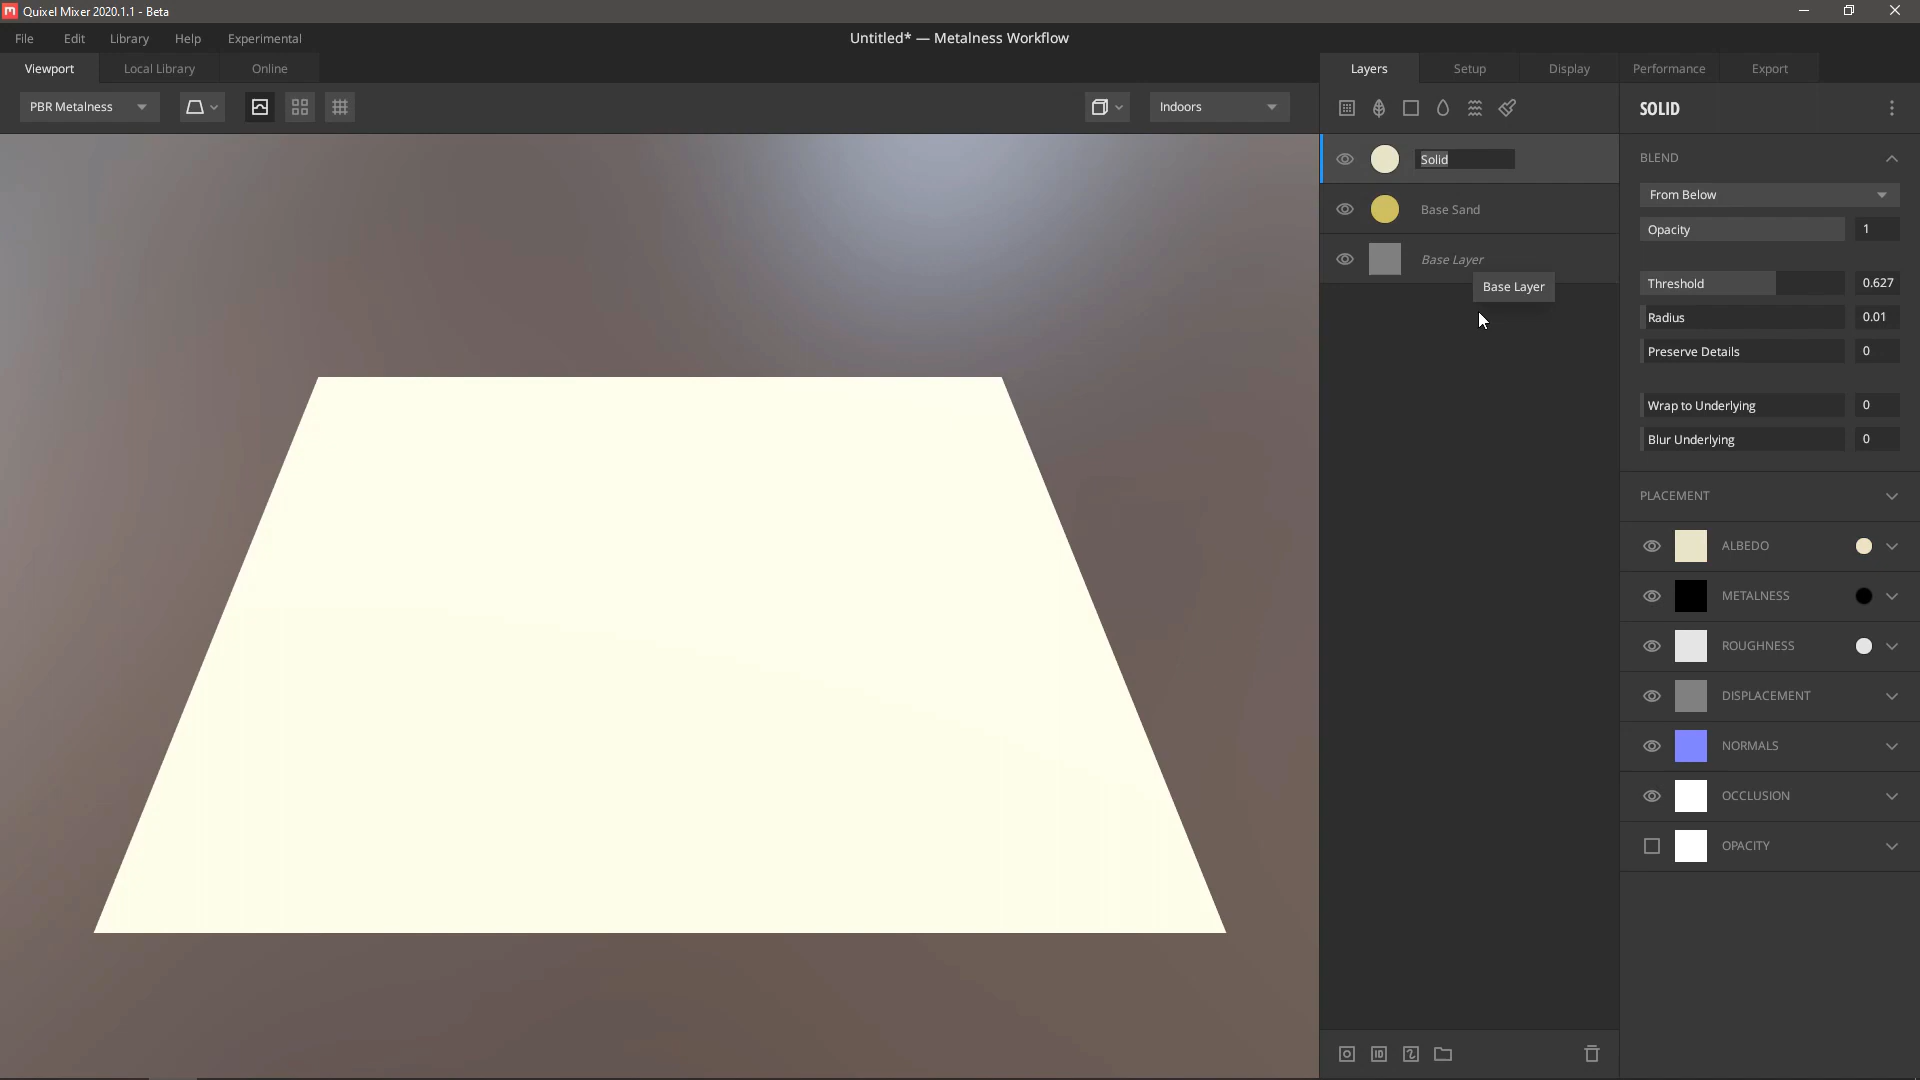 Quixel Mixer 2020.1.1 - Beta
File Edit Library Help Experimental
Untitled* — Metalness Workflow
Viewport Local Library Online
Layers Setup Display Performance Export
PBR Metalness
Indoors
SOLID
Solid
Base Sand
Base Layer
Base Layer
BLEND
From Below
Opacity 1
Threshold 0.627
Radius 0.01
Preserve Details 0
Wrap to Underlying 0
Blur Underlying 0
PLACEMENT
ALBEDO
METALNESS
ROUGHNESS
DISPLACEMENT
NORMALS
OCCLUSION
OPACITY